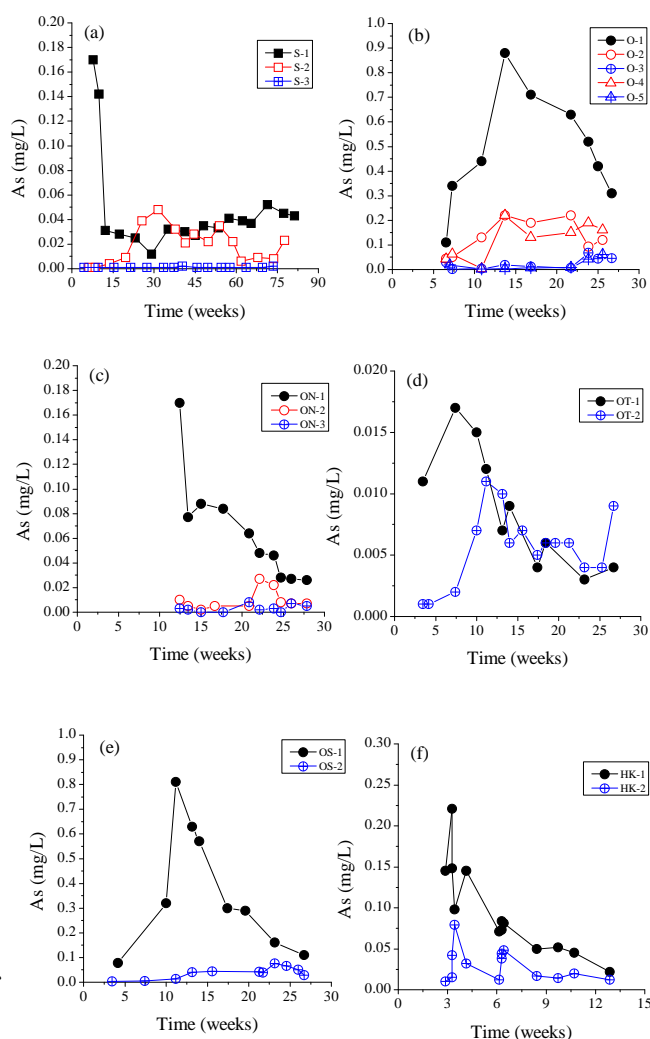 (a)
S-1
S-2
S-3
0.20
0.18
0.16
0.14
0.12
0.10
0.08
0.06
0.04
0.02
0.00
As (mg/L)
0 15 30 45 60 75 90
Time (weeks)
(b)
O-1
O-2
O-3
O-4
O-5
1.0
0.9
0.8
0.7
0.6
0.5
0.4
0.3
0.2
0.1
0.0
As (mg/L)
0 5 10 15 20 25 30
Time (weeks)
(c)
ON-1
ON-2
ON-3
0.20
0.18
0.16
0.14
0.12
0.10
0.08
0.06
0.04
0.02
0.00
As (mg/L)
0 5 10 15 20 25 30
Time (weeks)
(d)
OT-1
OT-2
0.020
0.015
0.010
0.005
0.000
As (mg/L)
0 5 10 15 20 25 30
Time (weeks)
(e)
OS-1
OS-2
1.0
0.9
0.8
0.7
0.6
0.5
0.4
0.3
0.2
0.1
0.0
As (mg/L)
0 5 10 15 20 25 30
Time (weeks)
(f)
HK-1
HK-2
0.30
0.25
0.20
0.15
0.10
0.05
0.00
As (mg/L)
0 3 6 9 12 15
Time (weeks)